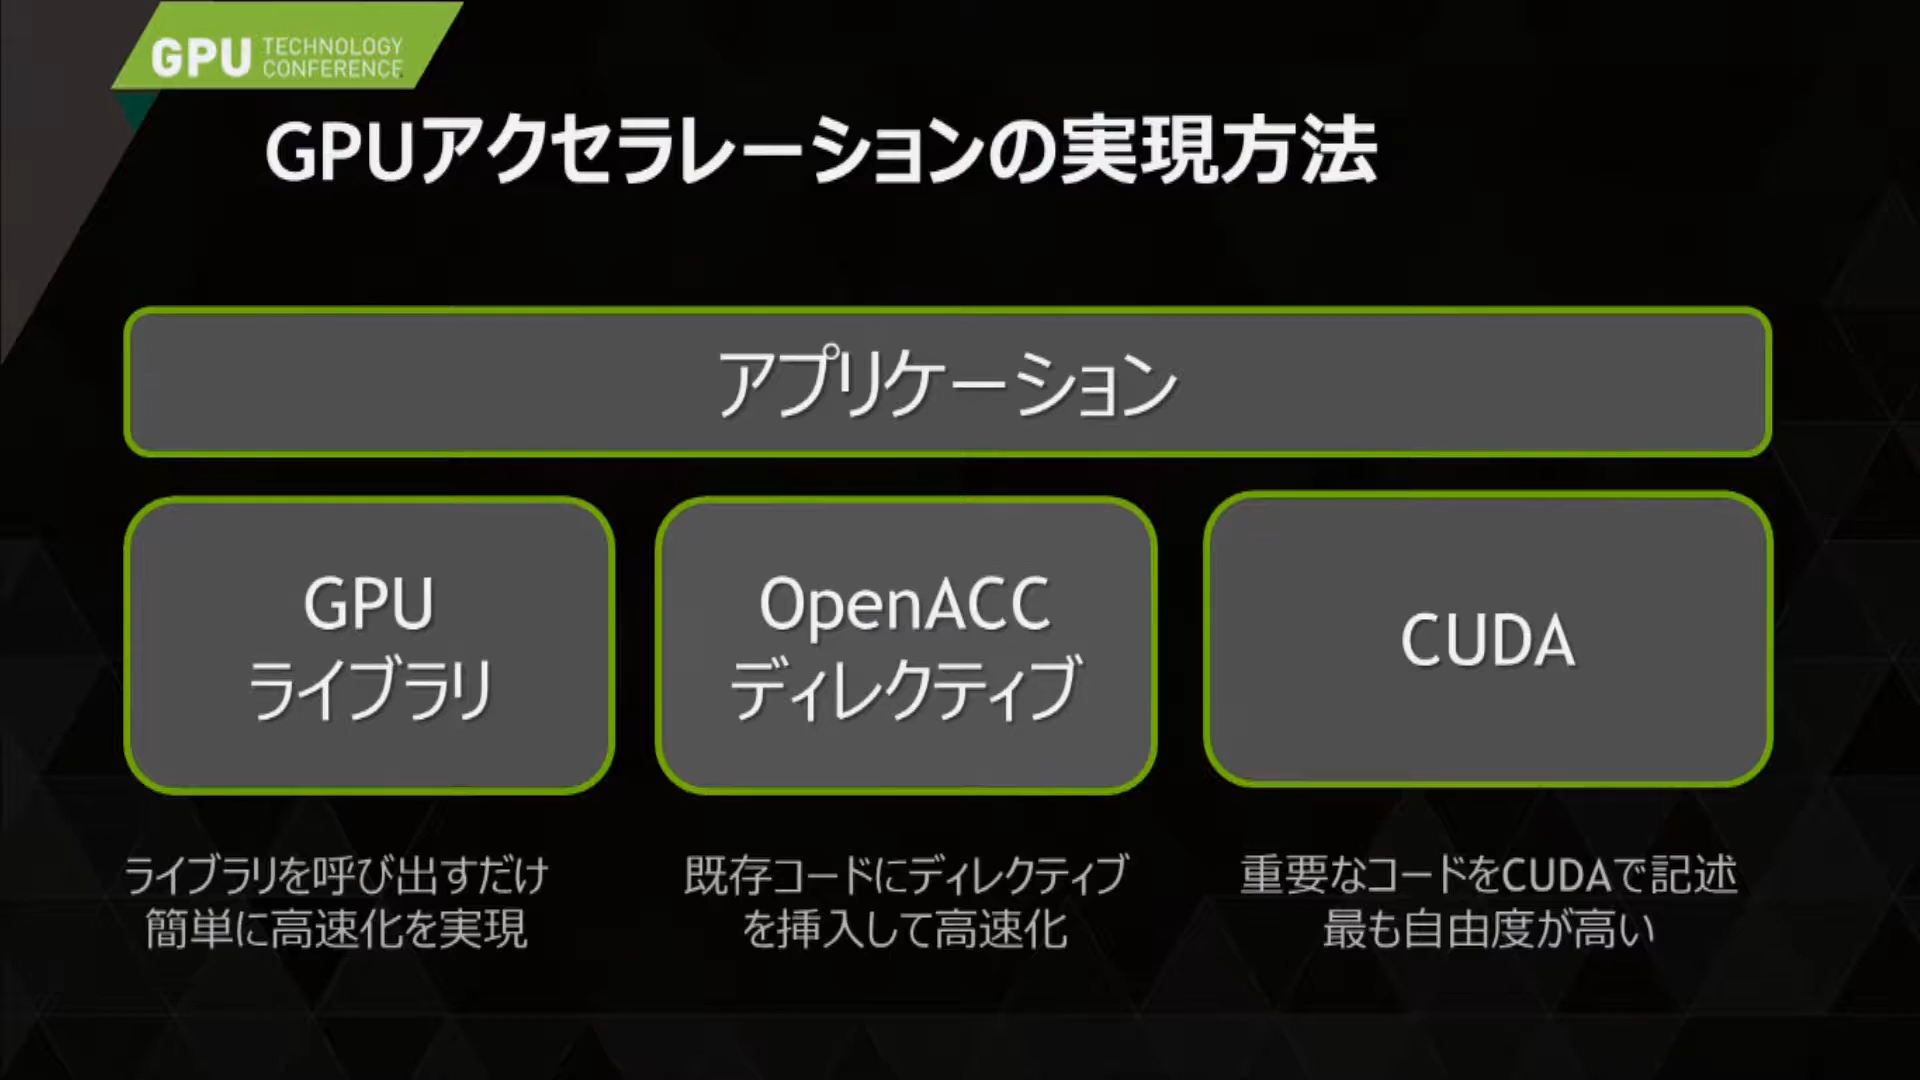 GPU TECHNOLOGY
CONFERENCE
GPUアクセラレーションの実現方法
アプリケーション
GPU
ライブラリ
OpenACC
ディレクティブ
CUDA
ライブラリを呼び出すだけ
簡単に高速化を実現
既存コードにディレクティブ
を挿入して高速化
重要なコードをCUDAで記述
最も自由度が高い